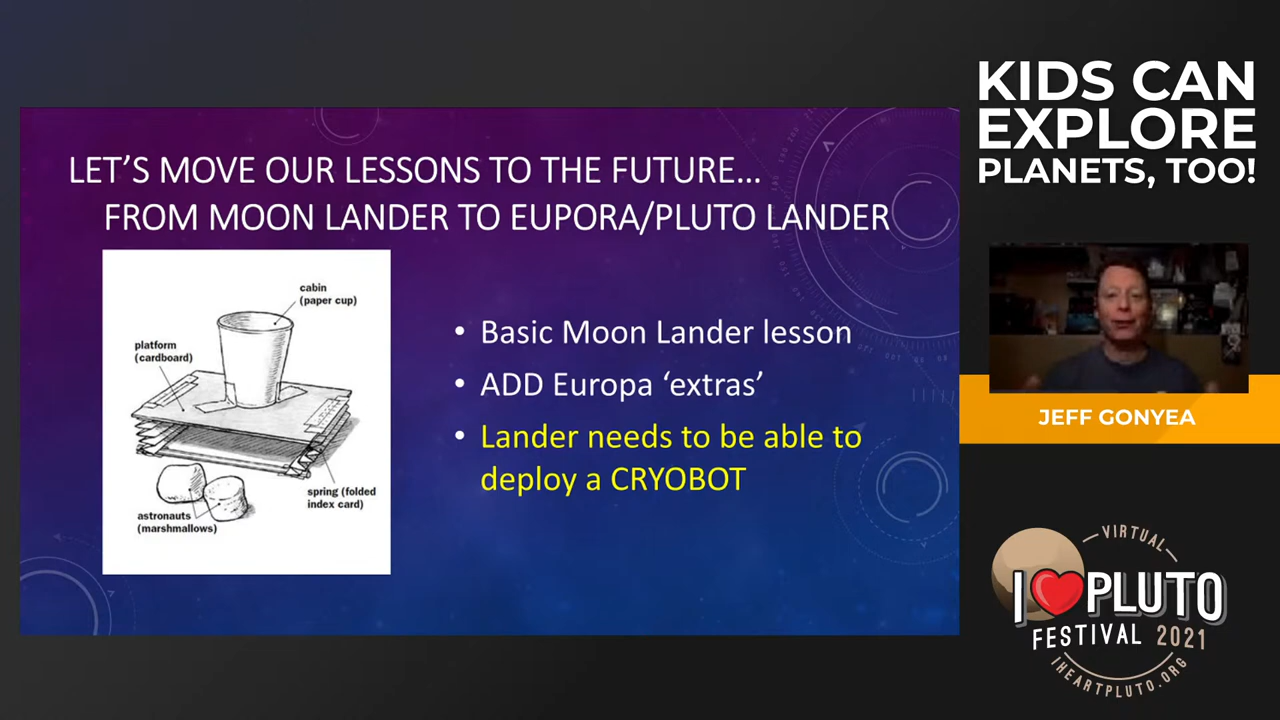 LET'S MOVE OUR LESSONS TO THE FUTURE…
FROM MOON LANDER TO EUPORA/PLUTO LANDER
cabin
(paper cup)
platform
(cardboard)
spring (folded
index card)
astronauts
(marshmallows)
• Basic Moon Lander lesson
• ADD Europa ‘extras’
• Lander needs to be able to
deploy a CRYOBOT
KIDS CAN
EXPLORE
PLANETS, TOO!
JEFF GONYEA
VIRTUAL
I PLUTO
FESTIVAL 2021
IHEARTPLUTO.ORG